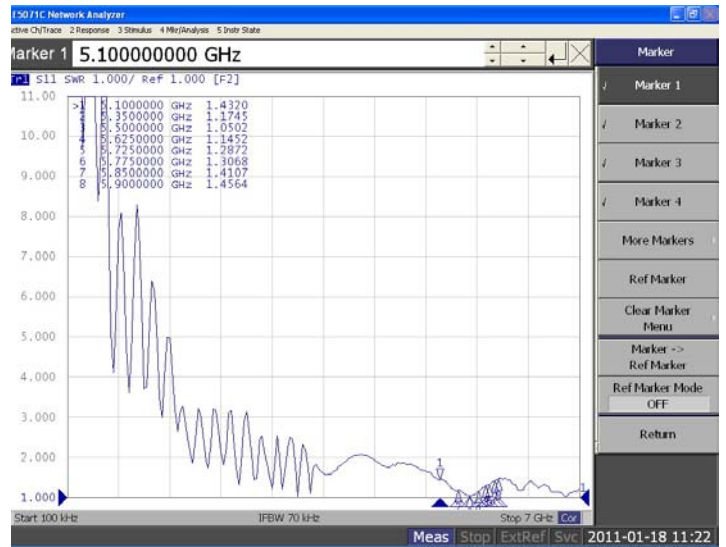 E5071C Network Analyzer
ctive Ch/Trace 2 Response 3 Stimulus 4 Mkr/Analysis 5 Instr State
Marker 1 5.100000000 GHz
Tr1 S11 SWR 1.000/ Ref 1.000 [F2]
11.00
10.00
9.000
8.000
7.000
6.000
5.000
4.000
3.000
2.000
1.000
>1 5.1000000 GHz 1.4320
2 5.3500000 GHz 1.1745
3 5.5000000 GHz 1.0502
4 5.6250000 GHz 1.1452
5 5.7250000 GHz 1.2872
6 5.7750000 GHz 1.3068
7 5.8500000 GHz 1.4107
8 5.9000000 GHz 1.4564
1
1
Start 100 kHz IFBW 70 kHz Stop 7 GHz Cor
Marker
Marker 1
Marker 2
Marker 3
Marker 4
More Markers
Ref Marker
Clear Marker
Menu
Marker ->
Ref Marker
Ref Marker Mode
OFF
Return
Meas Stop ExtRef Svc 2011-01-18 11:22